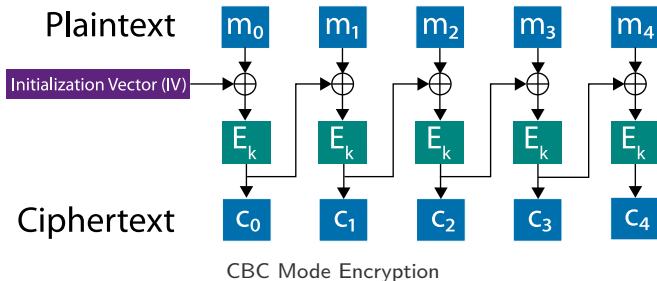 Plaintext m₀ m₁ m₂ m₃ m₄
Initialization Vector (IV)
Eₖ Eₖ Eₖ Eₖ Eₖ
Ciphertext c₀ c₁ c₂ c₃ c₄
CBC Mode Encryption